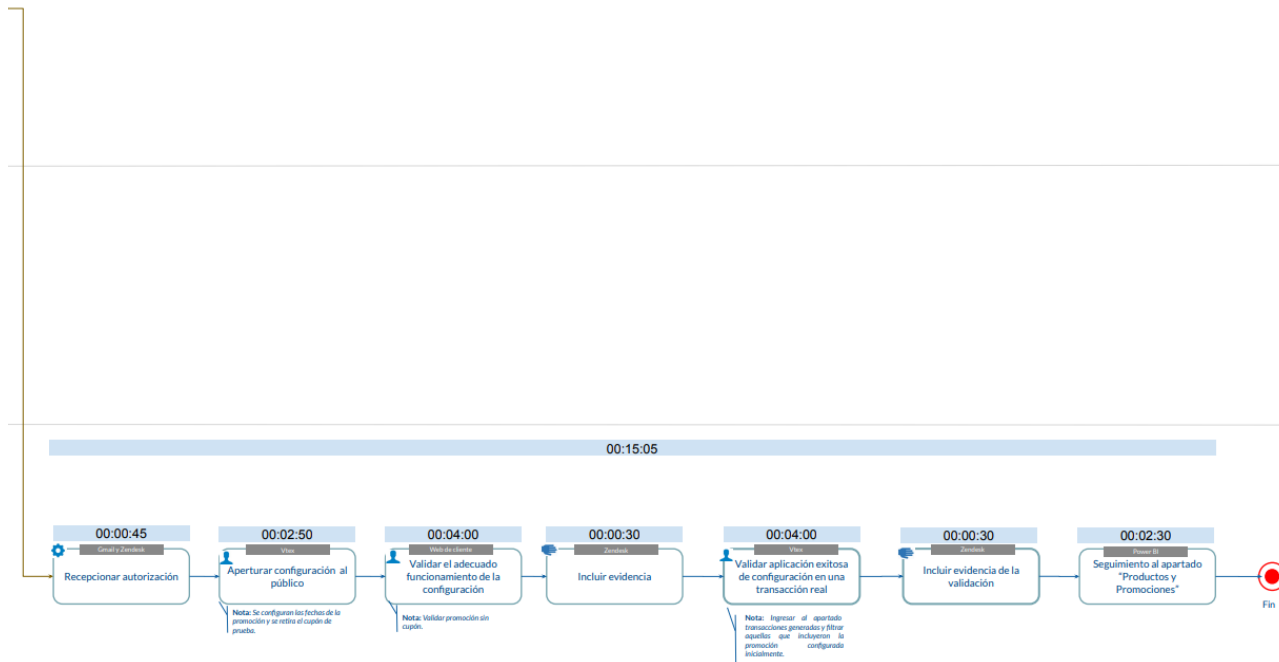 00:15:05
00:00:45
Gmail y Zendesk
Recepcionar autorización
00:02:50
Vtex
Aperturar configuración al
público
Nota: Se configuran las fechas de la
promoción y se retira el cupón de
prueba.
00:04:00
Web de cliente
Validar el adecuado
funcionamiento de la
configuración
Nota: Validar promoción sin
cupón.
00:00:30
Zendesk
Incluir evidencia
00:04:00
Vtex
Validar aplicación exitosa
de configuración en una
transacción real
Nota: Ingresar al apartado
transacciones generadas y filtrar
aquellas que incluyeron la
promoción configurada
inicialmente.
00:00:30
Zendesk
Incluir evidencia de la
validación
00:02:30
Power BI
Seguimiento al apartado
“Productos y
Promociones”
Fin